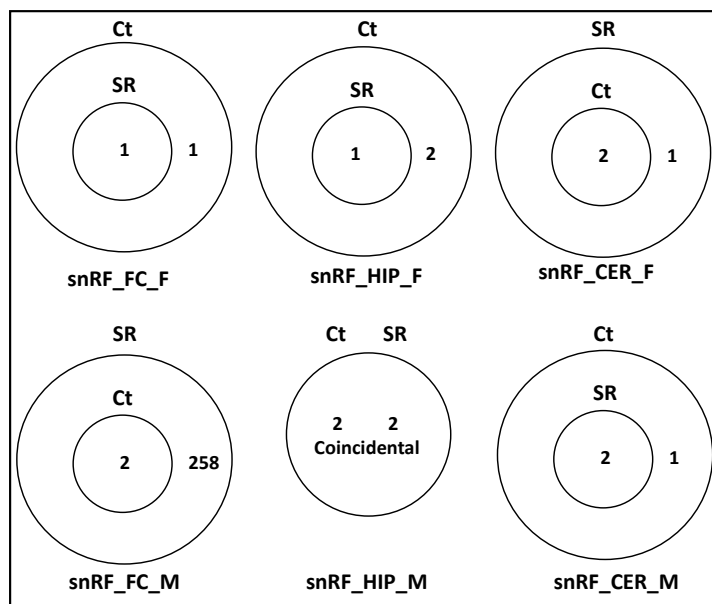 Ct
SR
1 1
snRF_FC_F
Ct
SR
1 2
snRF_HIP_F
SR
Ct
2 1
snRF_CER_F
SR
Ct
2 258
snRF_FC_M
Ct SR
2 2
Coincidental
snRF_HIP_M
Ct
SR
2 1
snRF_CER_M